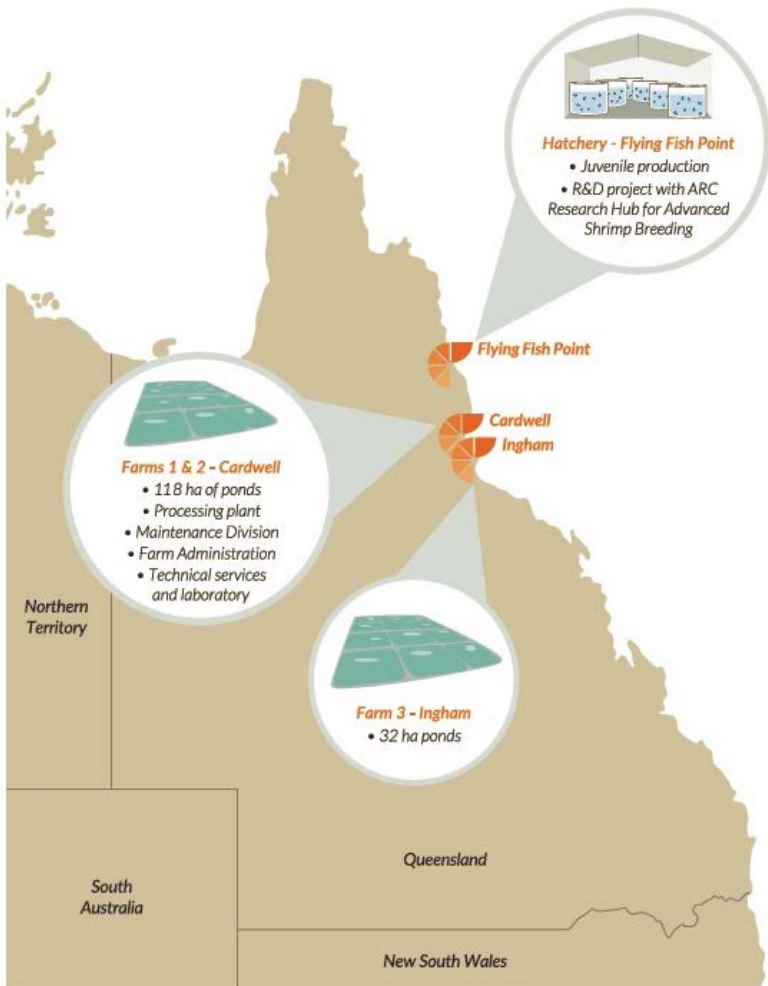 Hatchery - Flying Fish Point
• Juvenile production
• R&D project with ARC
Research Hub for Advanced
Shrimp Breeding
Flying Fish Point
Cardwell
Ingham
Farms 1 & 2 - Cardwell
• 118 ha of ponds
• Processing plant
• Maintenance Division
• Farm Administration
• Technical services
and laboratory
Northern
Territory
Farm 3 - Ingham
• 32 ha ponds
Queensland
South
Australia
New South Wales